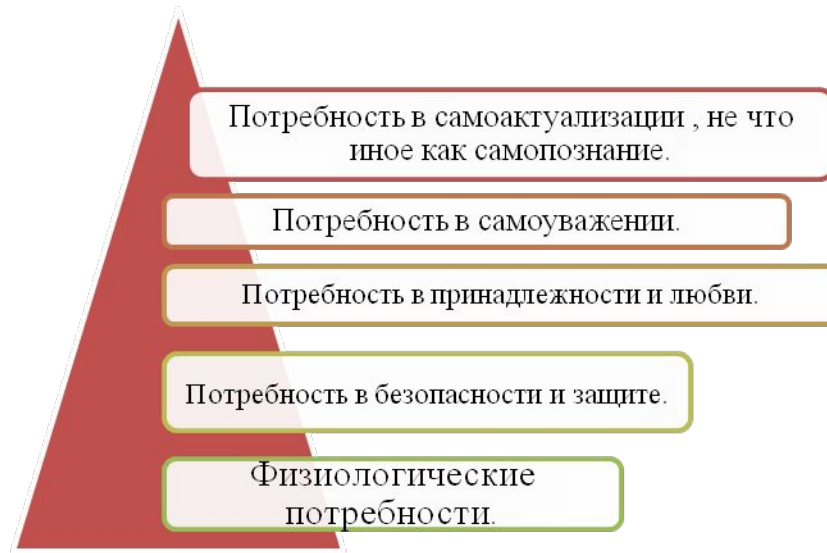 Потребность в самоактуализации , не что
иное как самопознание.
Потребность в самоуважении.
Потребность в принадлежности и любви.
Потребность в безопасности и защите.
Физиологические
потребности.